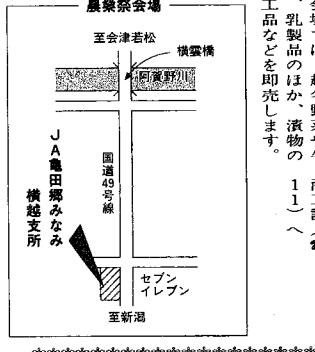 農業祭会場
至会津若松
横雲橋
阿賀野川
国道49号線
JA亀田郷みなみ
横越支所
セブン
イレブン
至新潟
、乳製品のほか、漬物の
工品などを即売します。
11）へ